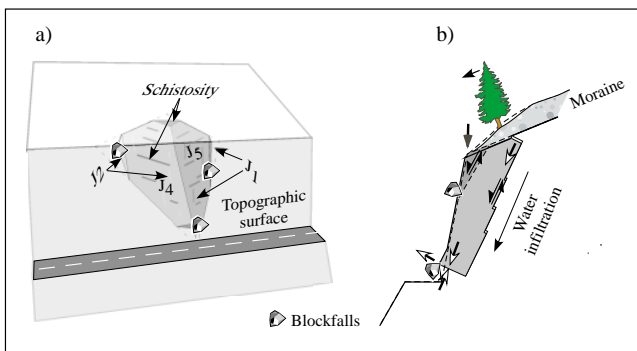 a)
Schistosity
J2
J4
J5
J1
Topographic
surface
Blockfalls
b)
Moraine
Water
infiltration